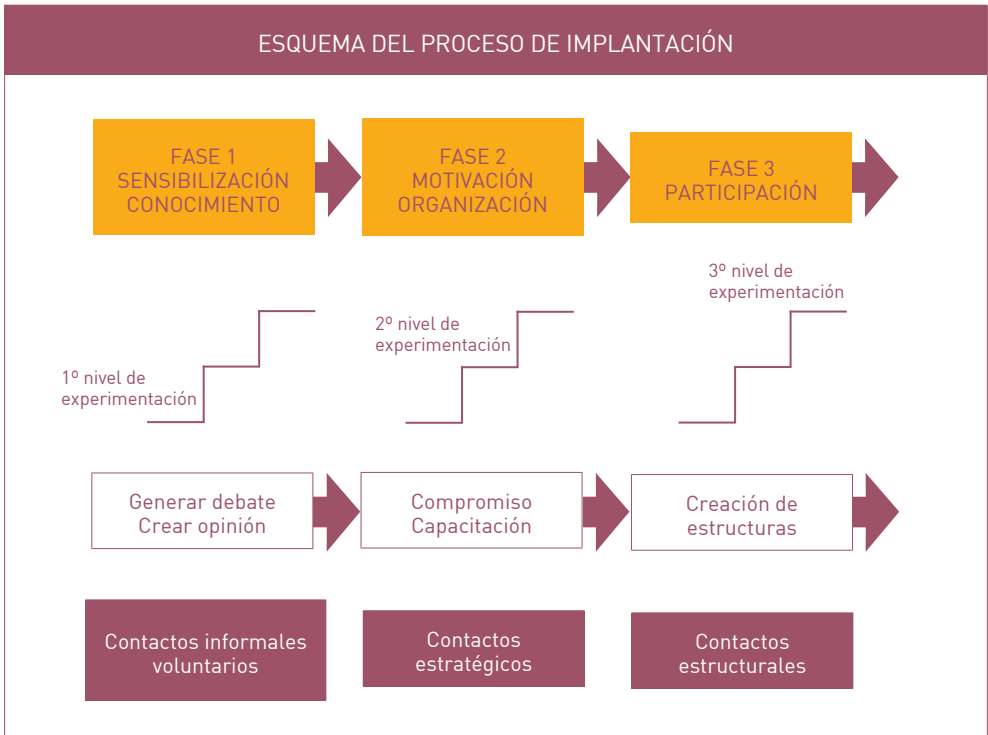 ESQUEMA DEL PROCESO DE IMPLANTACIÓN
FASE 1
SENSIBILIZACIÓN
CONOCIMIENTO
FASE 2
MOTIVACIÓN
ORGANIZACIÓN
FASE 3
PARTICIPACIÓN
1º nivel de
experimentación
2º nivel de
experimentación
3º nivel de
experimentación
Generar debate
Crear opinión
Compromiso
Capacitación
Creación de
estructuras
Contactos informales
voluntarios
Contactos
estratégicos
Contactos
estructurales